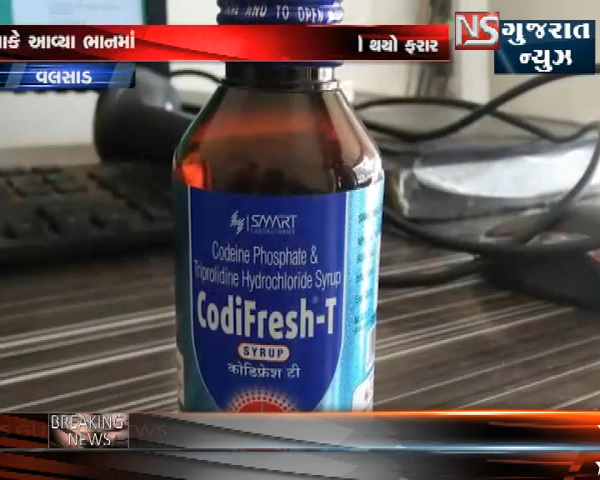 AND TO OPEN
આવ્યા ભાનમાં
થયો ફરાર
NS ગુજરાત
ન્યુઝ
વલસાડ
SMART
LABORATORIES
Codeine Phosphate &
Triprolidine Hydrochloride Syrup
CodiFresh-T
SYRUP
कोडिफ्रेश टी
BREAKING
NEWS